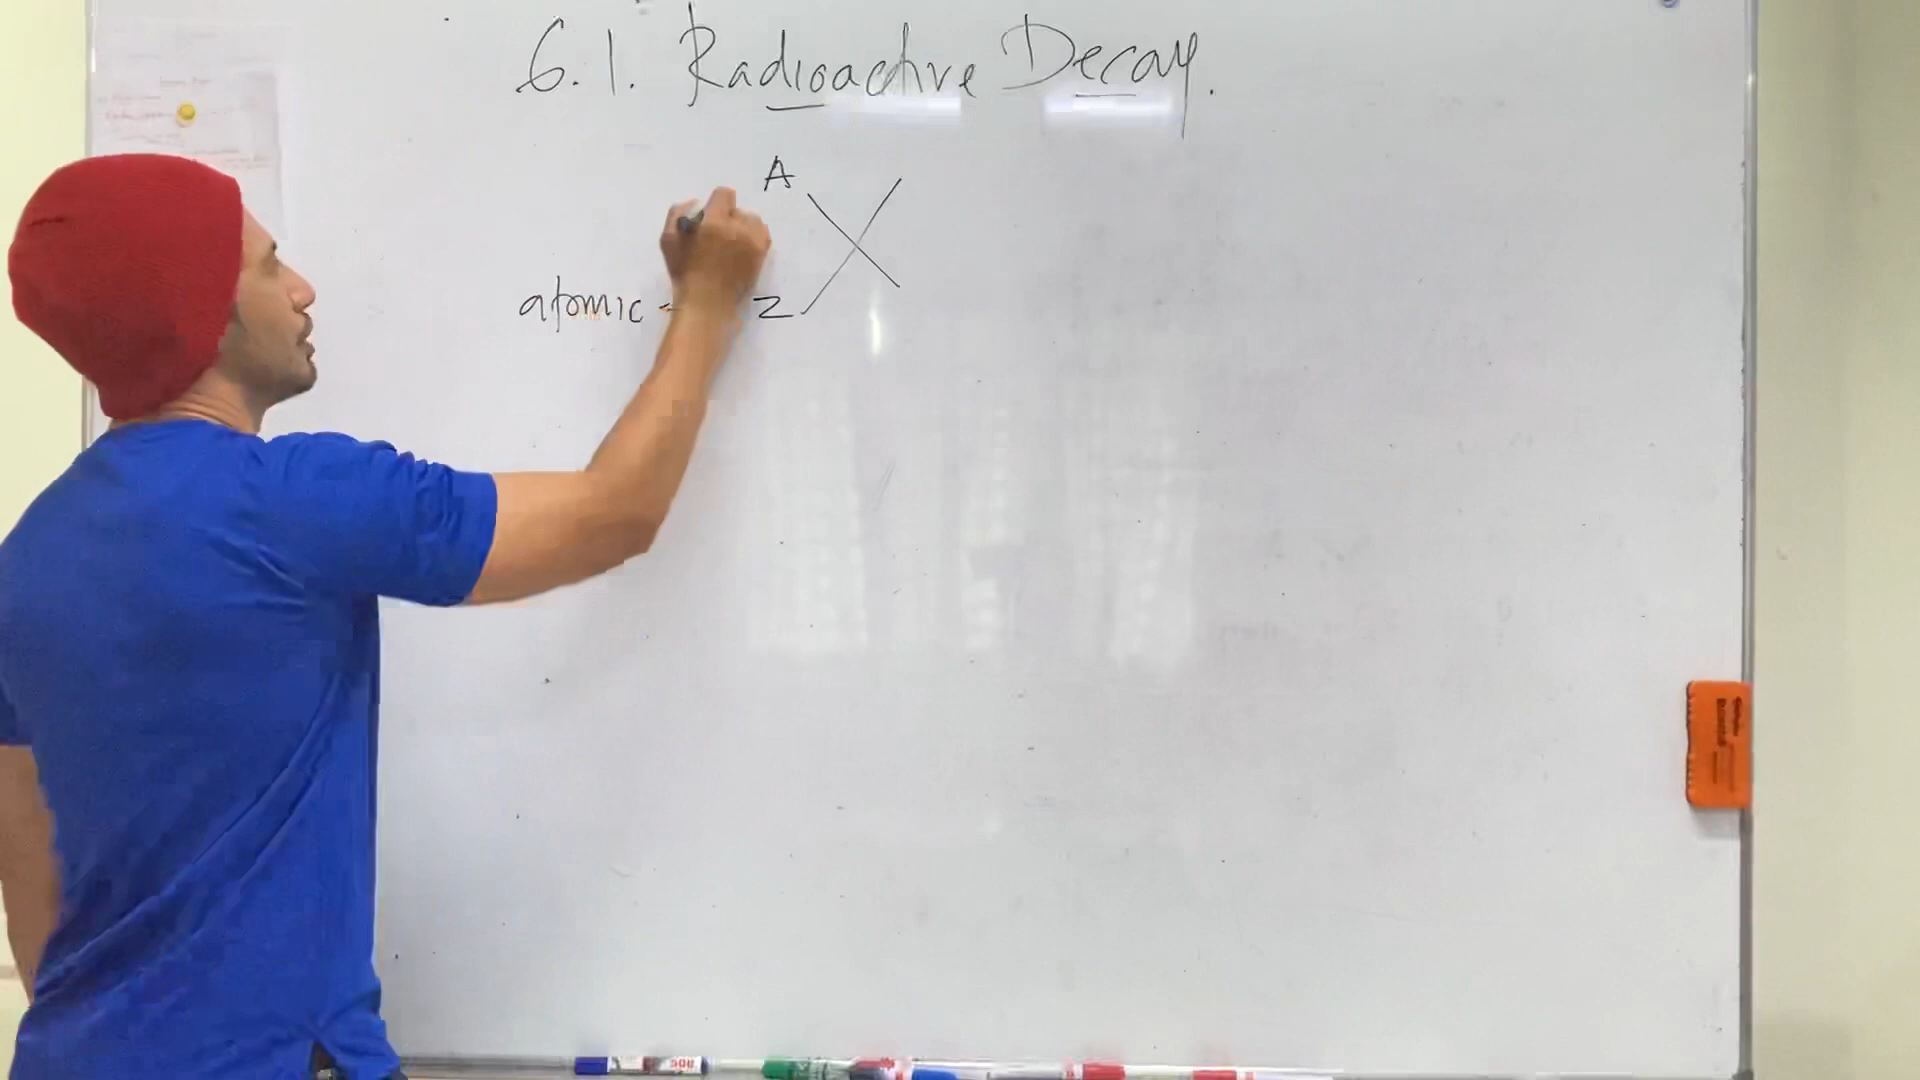 6.1. Radioactive Decay.
A
X
atomic - Z